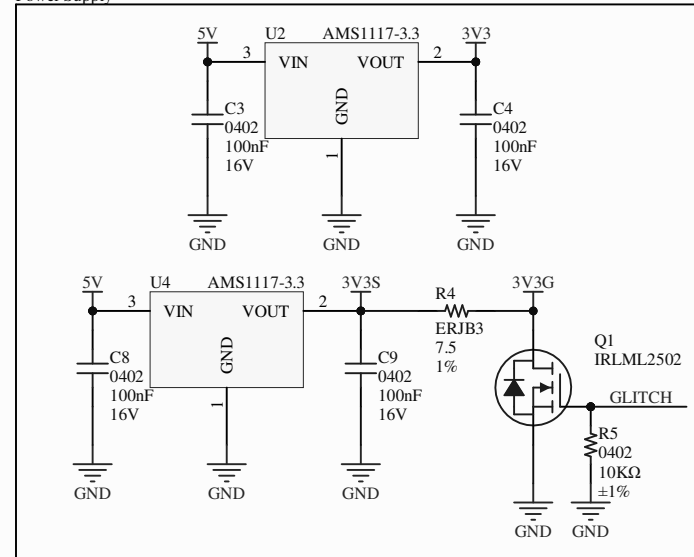 Power Supply
5V U2 AMS1117-3.3 3V3
3 VIN VOUT 2
GND
1
C3
0402
100nF
16V
C4
0402
100nF
16V
GND GND GND
5V U4 AMS1117-3.3 3V3S
3 VIN VOUT 2
GND
1
C8
0402
100nF
16V
C9
0402
100nF
16V
GND GND GND
R4
ERJB3
7.5
1%
3V3G
Q1
IRLML2502
GLITCH
R5
0402
10KΩ
±1%
GND GND